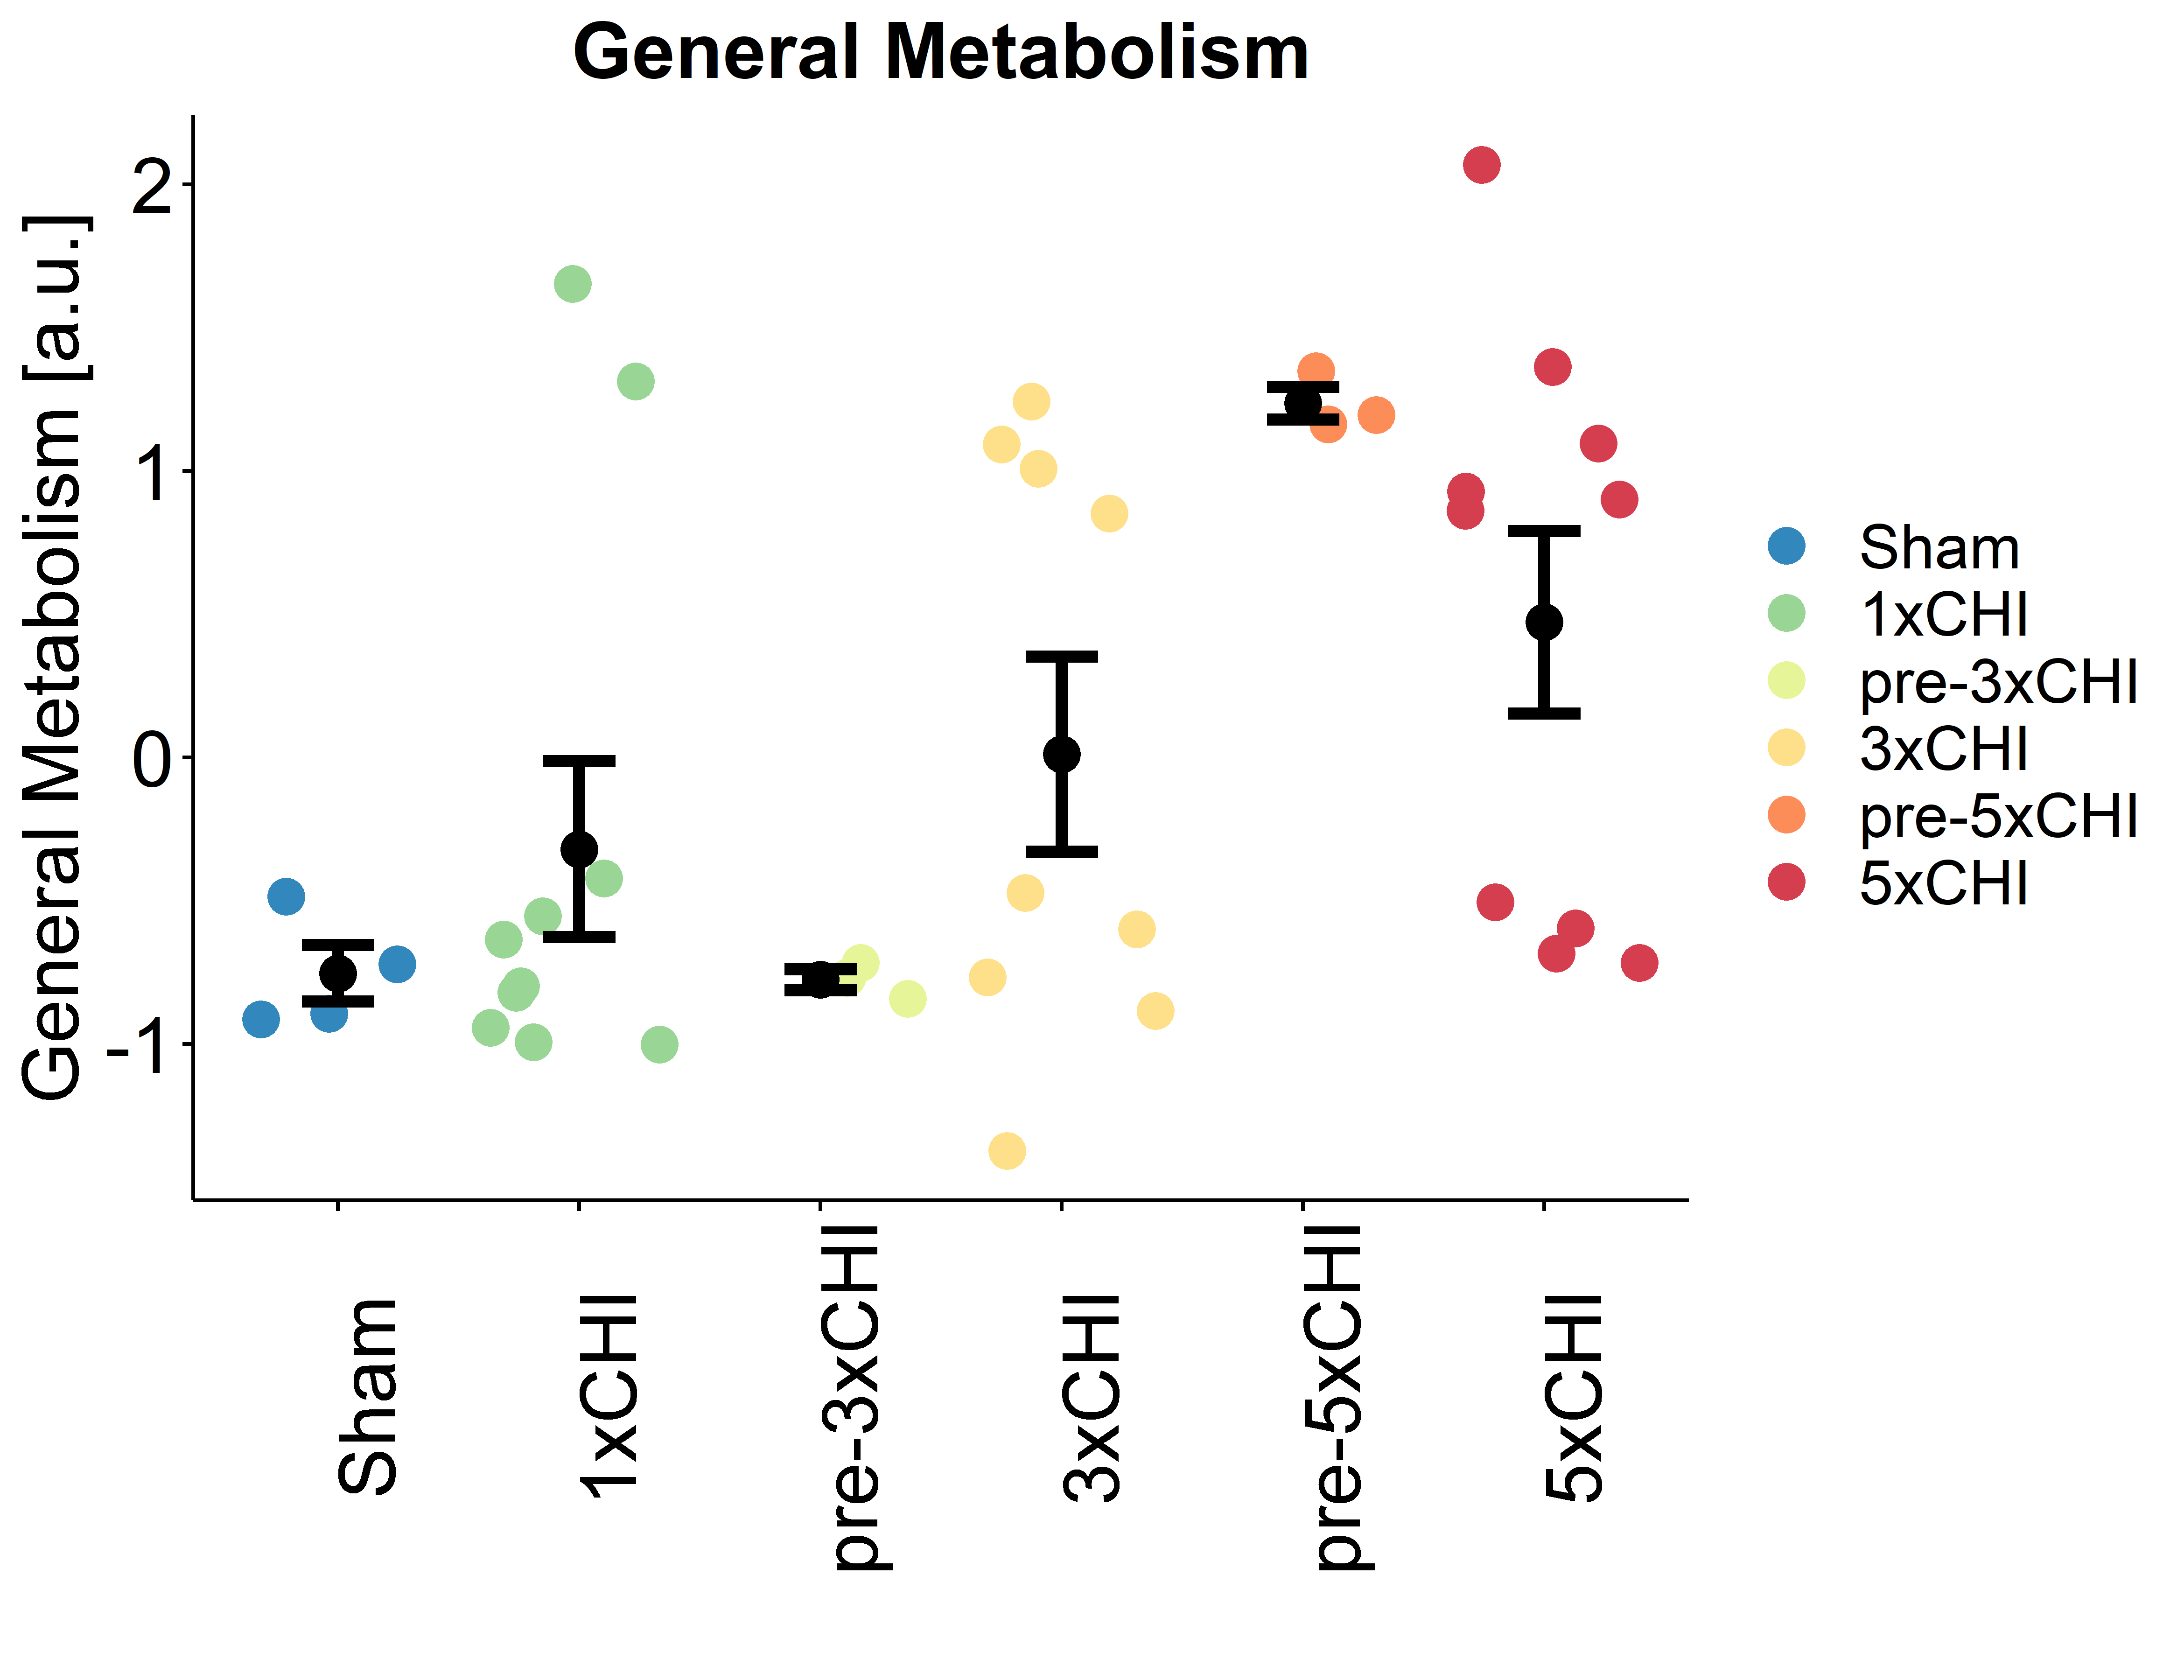 General Metabolism
General Metabolism [a.u.]
2
1
0
-1
Sham
1xCHI
pre-3xCHI
3xCHI
pre-5xCHI
5xCHI
Sham
1xCHI
pre-3xCHI
3xCHI
pre-5xCHI
5xCHI